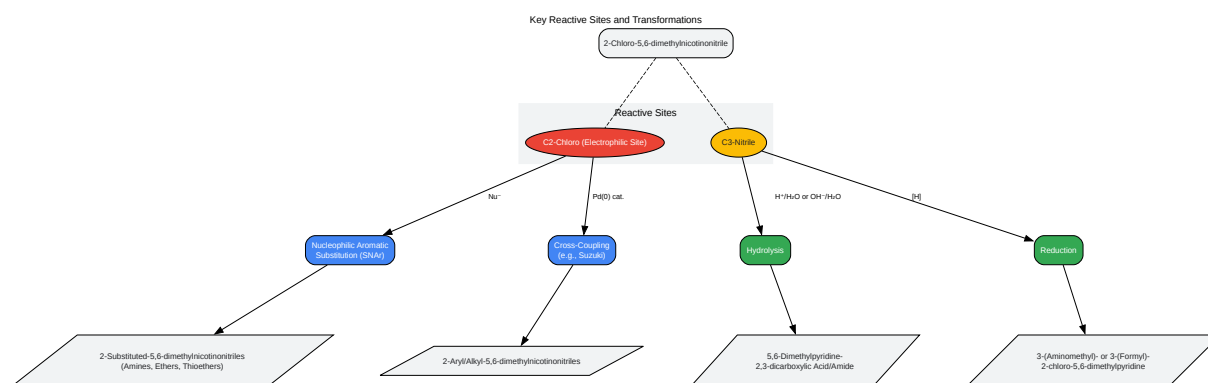 Key Reactive Sites and Transformations
2-Chloro-5,6-dimethylnicotinonitrile
Reactive Sites
C2-Chloro (Electrophilic Site)
C3-Nitrile
Nu⁻
Pd(0) cat.
H⁺/H₂O or OH⁻/H₂O
[H]
Nucleophilic Aromatic
Substitution (SNAr)
Cross-Coupling
(e.g., Suzuki)
Hydrolysis
Reduction
2-Substituted-5,6-dimethylnicotinonitriles
(Amines, Ethers, Thioethers)
2-Aryl/Alkyl-5,6-dimethylnicotinonitriles
5,6-Dimethylpyridine-
2,3-dicarboxylic Acid/Amide
3-(Aminomethyl)- or 3-(Formyl)-
2-chloro-5,6-dimethylpyridine